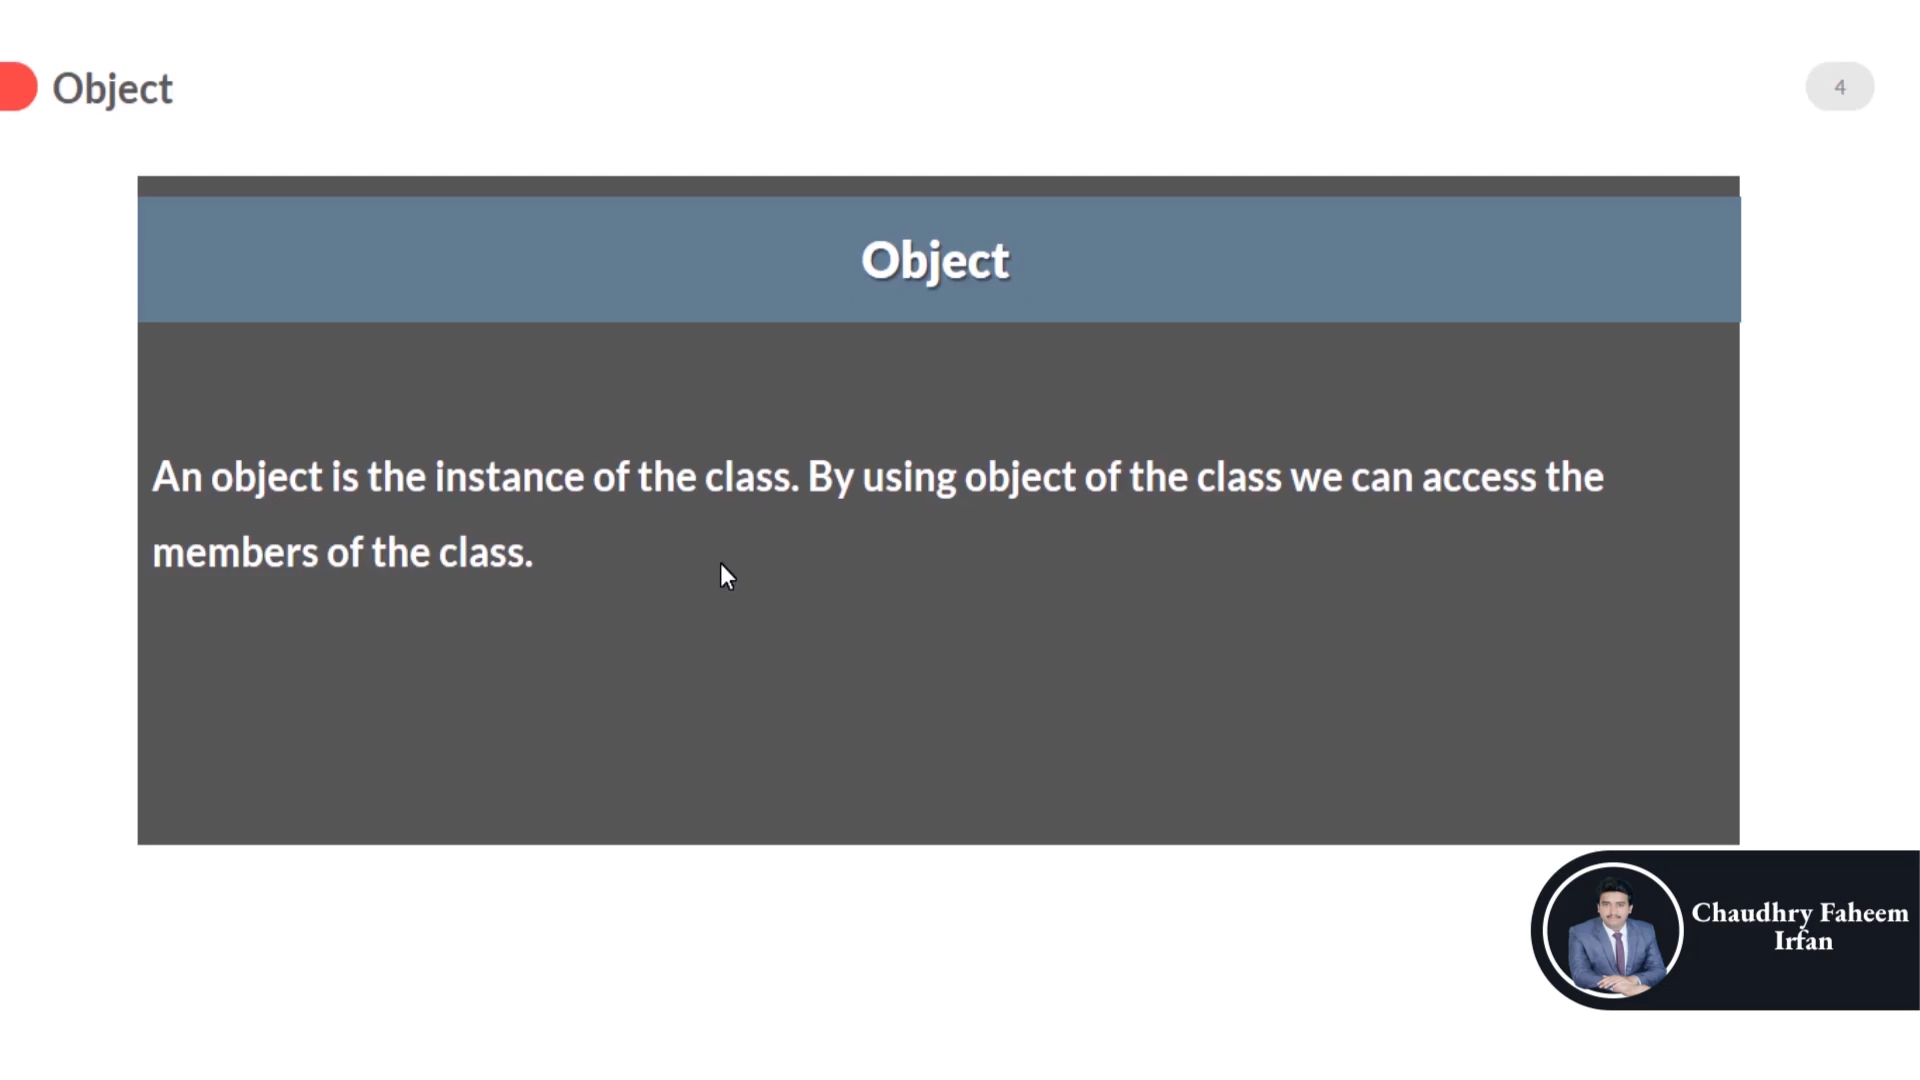 Object
4
Object
An object is the instance of the class. By using object of the class we can access the
members of the class.
Chaudhry Faheem
Irfan